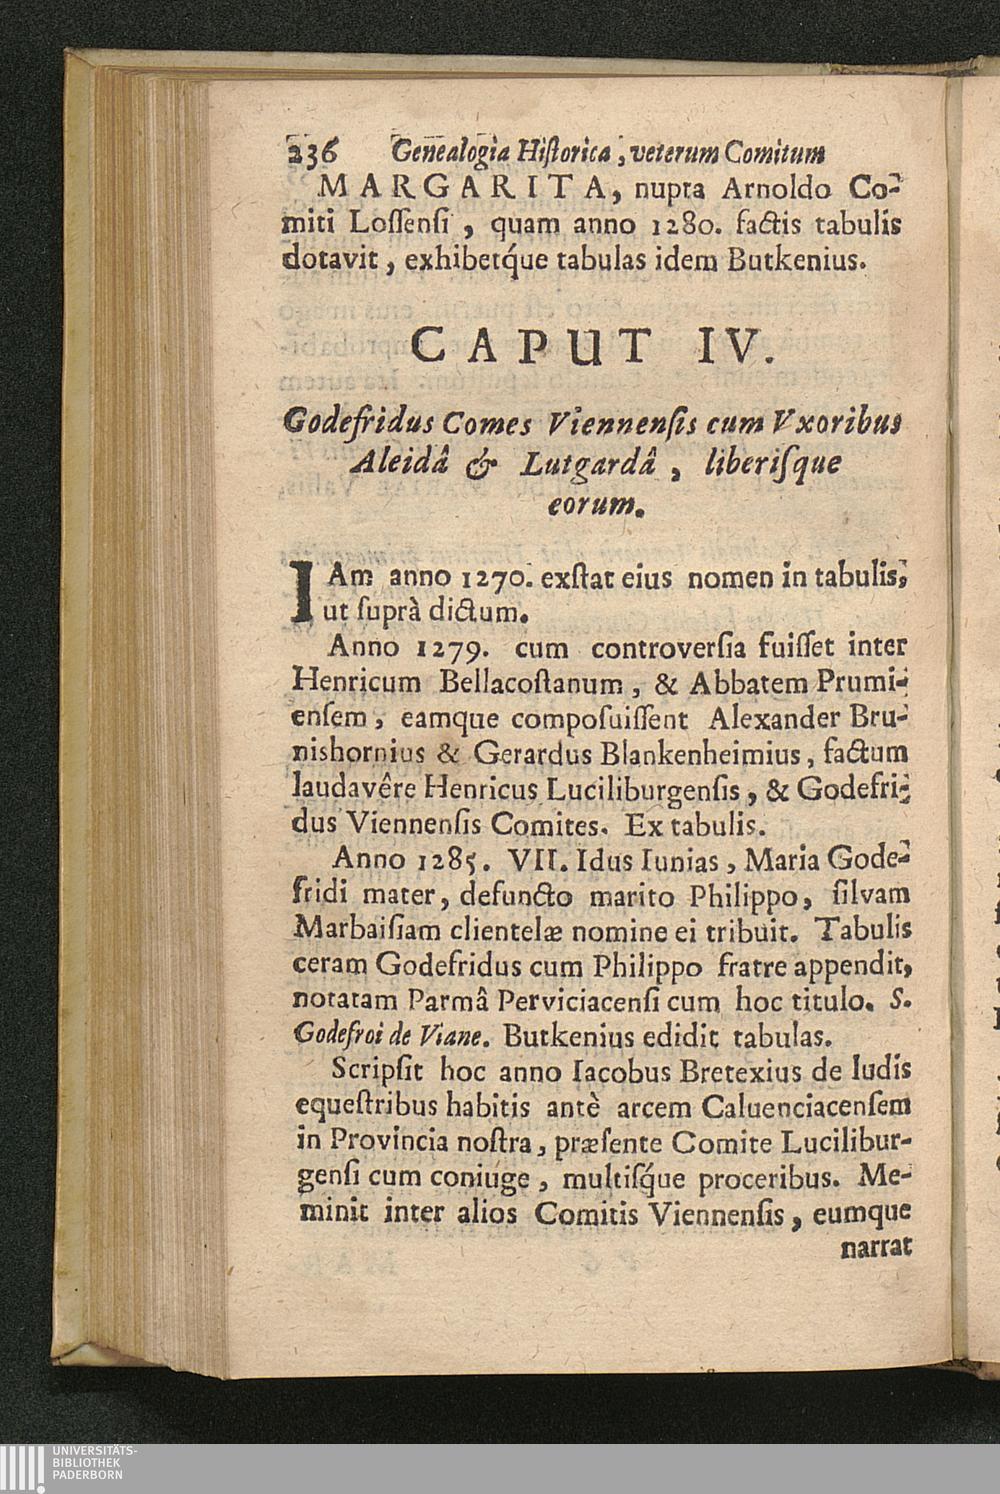 236 Genealogia Hiſtorica, veterum Comitum
MARGARITA, nupta Arnoldo Co-
miti Loſſenſi, quam anno 1280. factis tabulis
dotavit, exhibetq́ue tabulas idem Butkenius.
CAPUT IV.
Godefridus Comes Viennenſis cum Vxoribus
Aleidâ & Lutgardâ, liberiſque
eorum.
IAm anno 1270. exſtat eius nomen in tabulis,
ut ſuprà dictum.
Anno 1279. cum controverſia fuiſſet inter
Henricum Bellacoſtanum, & Abbatem Prumi-
enſem, eamque compoſuiſſent Alexander Bru-
nishornius & Gerardus Blankenheimius, factum
laudavêre Henricus Luciliburgenſis, & Godefri-
dus Viennenſis Comites. Ex tabulis.
Anno 1285. VII. Idus Iunias, Maria Gode-
fridi mater, defuncto marito Philippo, ſilvam
Marbaiſiam clientelæ nomine ei tribuit. Tabulis
ceram Godefridus cum Philippo fratre appendit,
notatam Parmâ Perviciacenſi cum hoc titulo. S.
Godefroi de Viane. Butkenius edidit tabulas.
Scripſit hoc anno Iacobus Bretexius de ludis
equeſtribus habitis antè arcem Caluenciacenſem
in Provincia noſtra, præſente Comite Lucilibur-
genſi cum coniuge, multiſq́ue proceribus. Me-
minit inter alios Comitis Viennenſis, eumque
narrat
UNIVERSITÄTS-
BIBLIOTHEK
PADERBORN